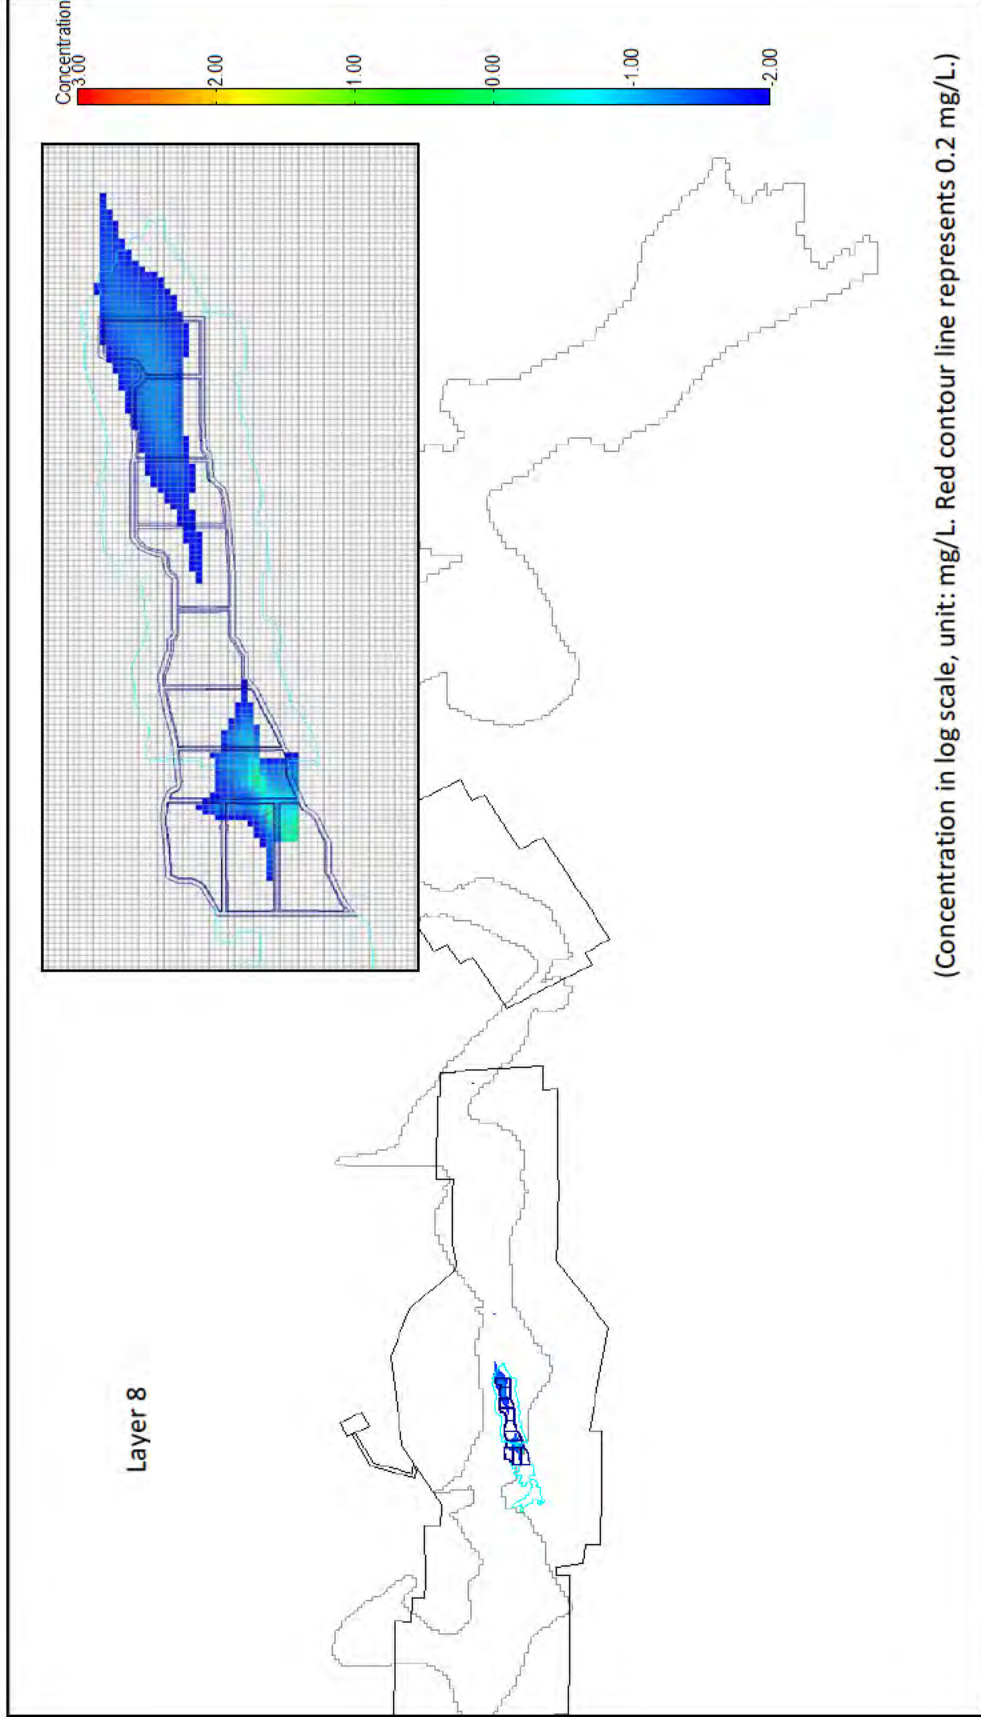 Layer 8
Concentration
3.00
2.00
1.00
0.00
-1.00
-2.00
(Concentration in log scale, unit: mg/L. Red contour line represents 0.2 mg/L.)